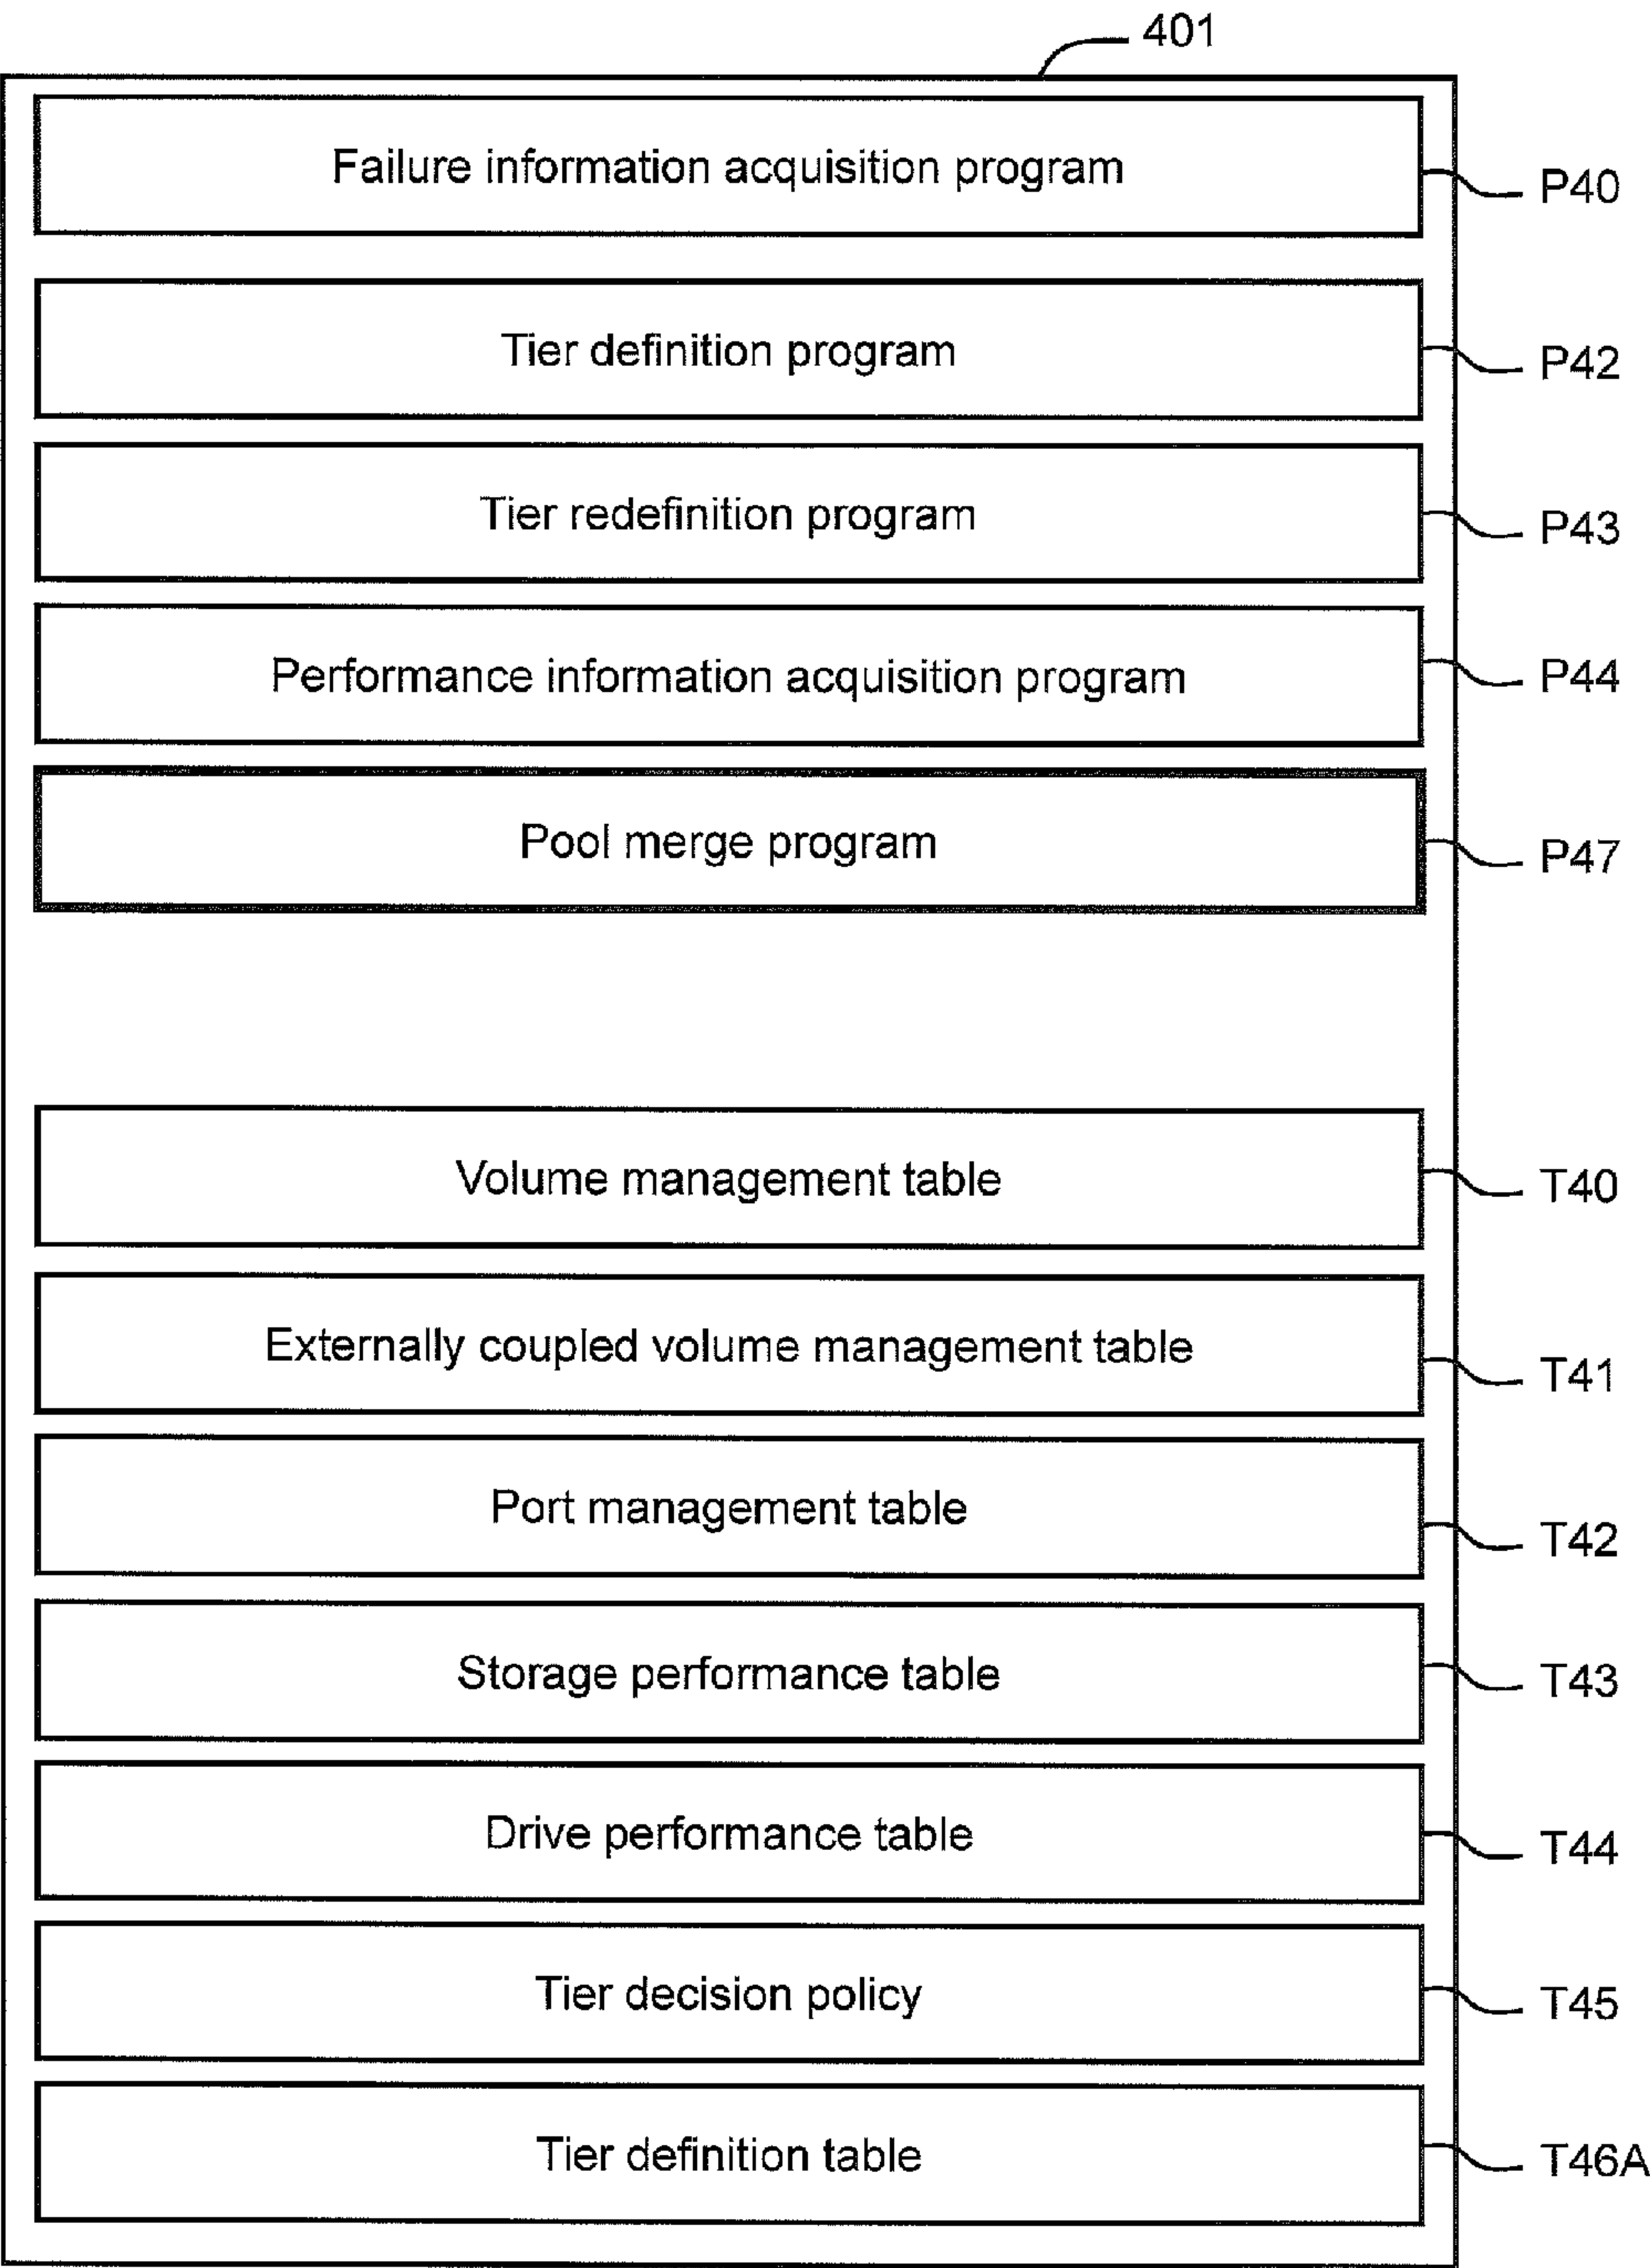 401
Failure information acquisition program
P40
Tier definition program
P42
Tier redefinition program
P43
Performance information acquisition program
P44
Pool merge program
P47
Volume management table
T40
Externally coupled volume management table
T41
Port management table
T42
Storage performance table
T43
Drive performance table
T44
Tier decision policy
T45
Tier definition table
T46A